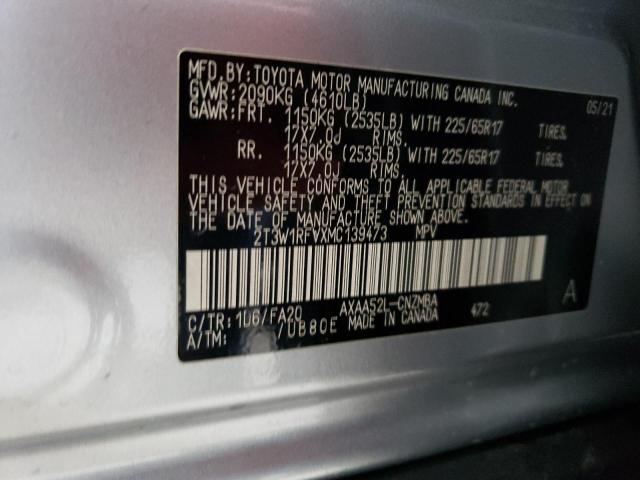 MFD.BY:TOYOTA MOTOR MANUFACTURING CANADA INC.
GVWR:2090KG (4610LB) 05/21
GAWR:FRT. 1150KG (2535LB) WITH 225/65R17 TIRES.
17X7.0J RIMS.
RR. 1150KG (2535LB) WITH 225/65R17 TIRES.
17X7.0J RIMS.
THIS VEHICLE CONFORMS TO ALL APPLICABLE FEDERAL MOTOR
VEHICLE SAFETY AND THEFT PREVENTION STANDARDS IN EFFECT ON
THE DATE OF MANUFACTURE SHOWN ABOVE.
2T3W1RFVXMC139473 MPV
C/TR:1D6/FA20 AXAA52L-CNZMBA 472 A
A/TM: /UB80E MADE IN CANADA